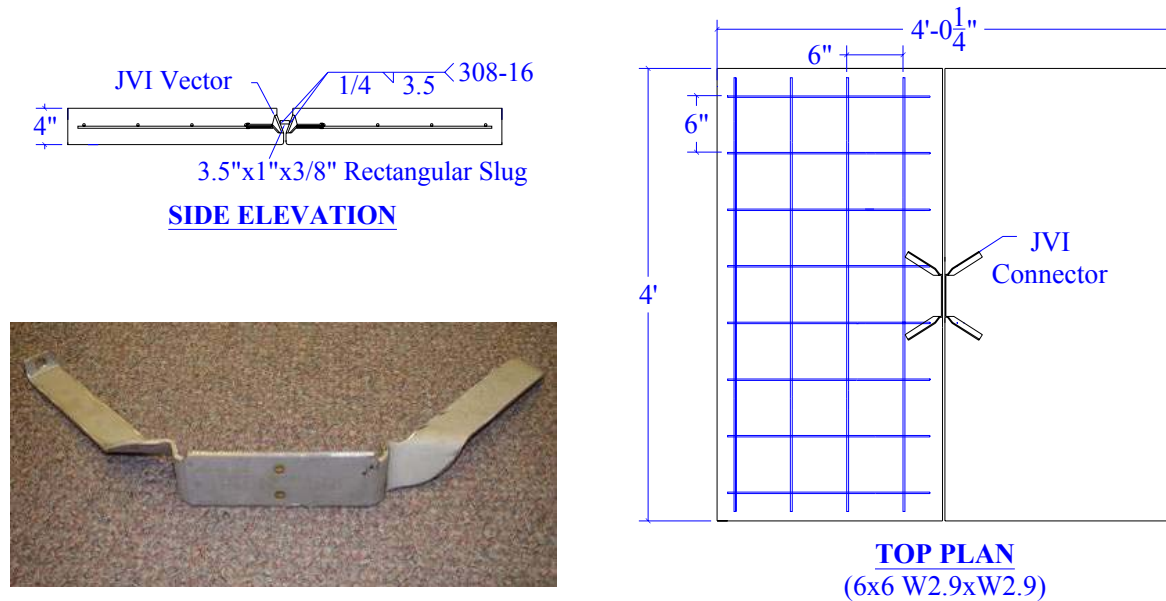 JVI Vector
1/4
3.5
308-16
4"
3.5"x1"x3/8" Rectangular Slug
SIDE ELEVATION
4'-0 1/4"
6"
6"
4'
JVI
Connector
TOP PLAN
(6x6 W2.9xW2.9)